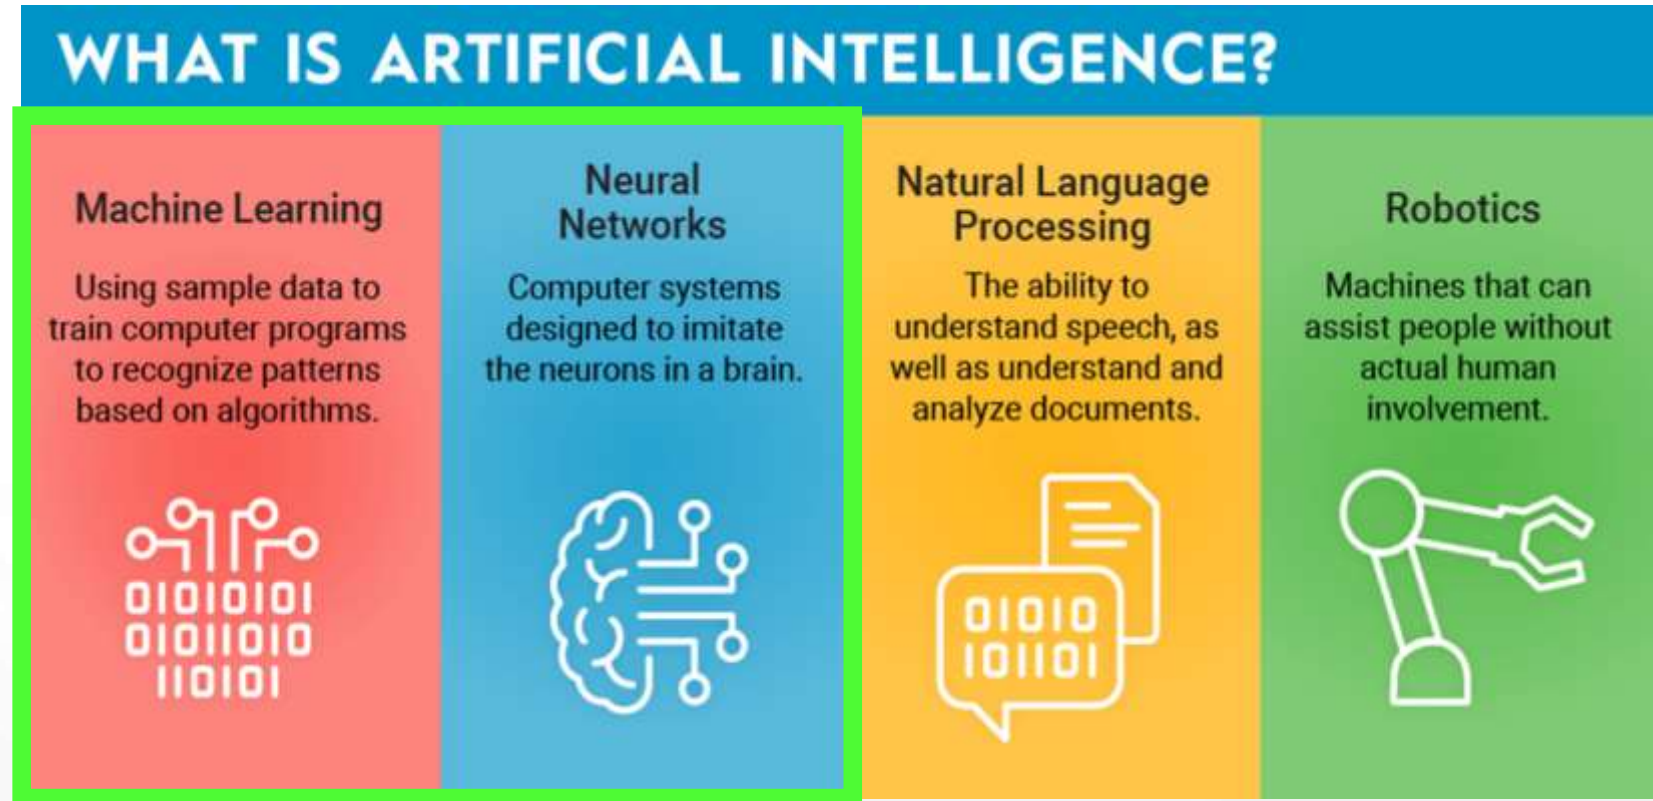 WHAT IS ARTIFICIAL INTELLIGENCE?
Machine Learning
Using sample data to
train computer programs
to recognize patterns
based on algorithms.
01010101
01011010
110101
Neural
Networks
Computer systems
designed to imitate
the neurons in a brain.
Natural Language
Processing
The ability to
understand speech, as
well as understand and
analyze documents.
01010
101101
Robotics
Machines that can
assist people without
actual human
involvement.